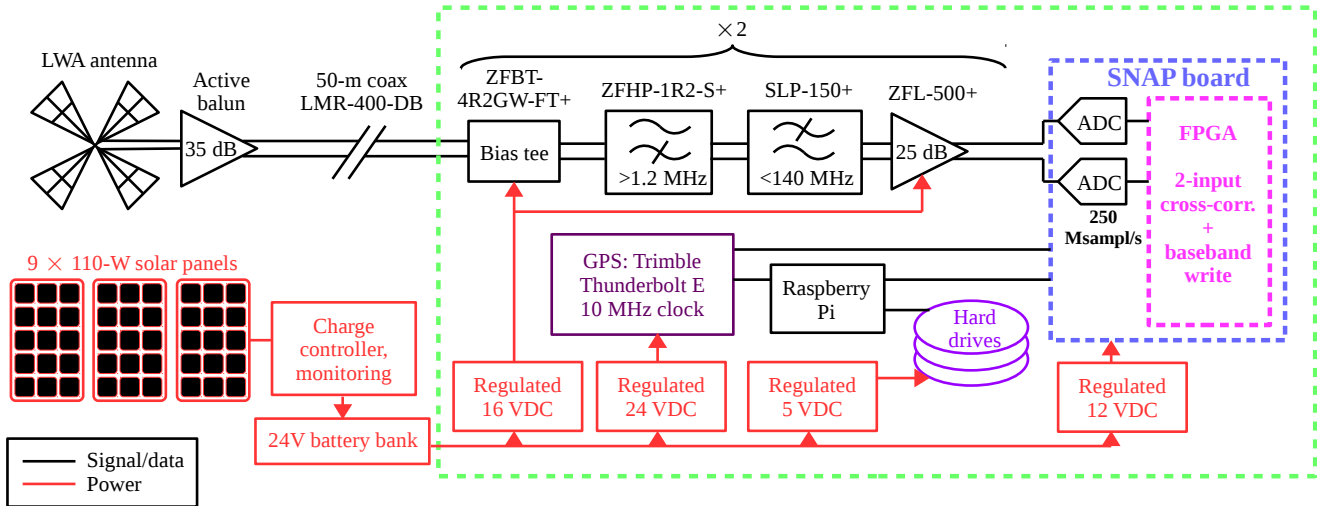 LWA antenna
Active
balun
35 dB
50-m coax
LMR-400-DB
× 2
ZFBT-
4R2GW-FT+
Bias tee
ZFHP-1R2-S+
>1.2 MHz
SLP-150+
<140 MHz
ZFL-500+
25 dB
SNAP board
ADC
ADC
250
Msampl/s
FPGA
2-input
cross-corr.
+
baseband
write
GPS: Trimble
Thunderbolt E
10 MHz clock
Raspberry
Pi
Hard
drives
9 × 110-W solar panels
Charge
controller,
monitoring
24V battery bank
Regulated
16 VDC
Regulated
24 VDC
Regulated
5 VDC
Regulated
12 VDC
Signal/data
Power